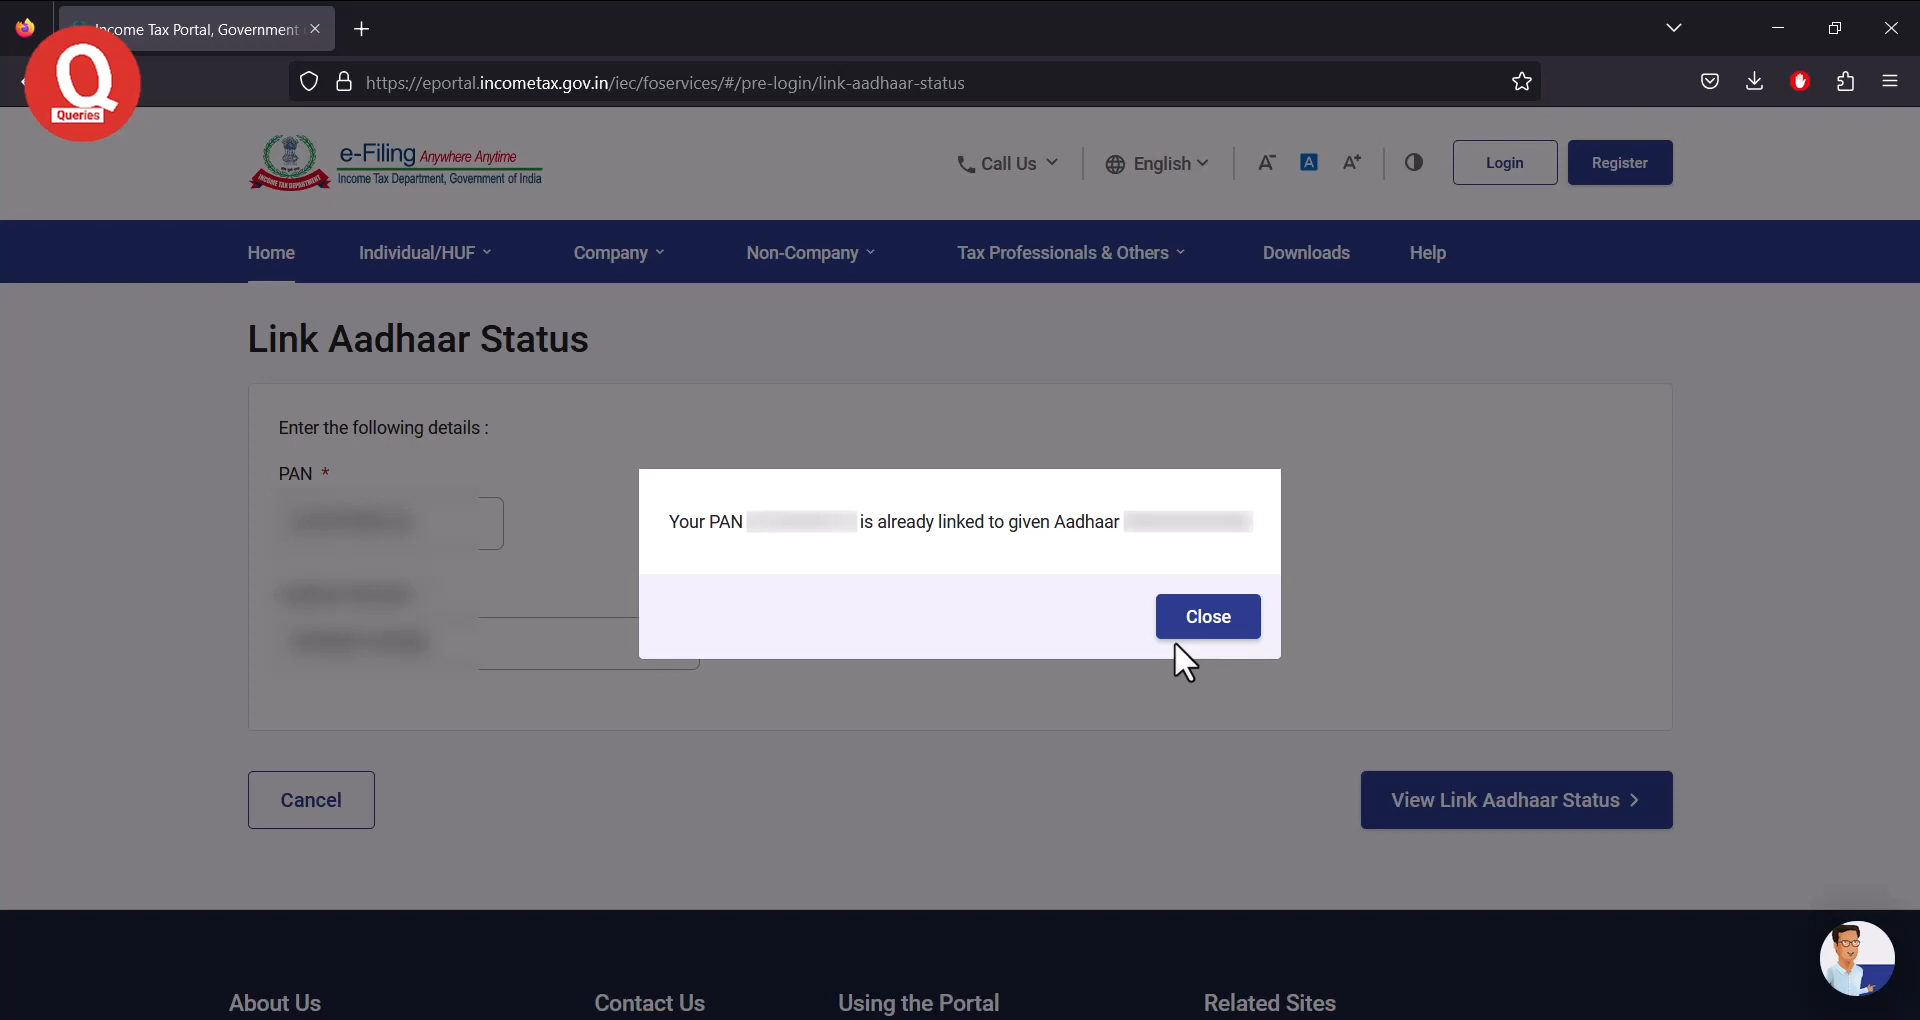 Income Tax Portal, Government
Q
Queries
https://eportal.incometax.gov.in/iec/foservices/#/pre-login/link-aadhaar-status
e-Filing Anywhere Anytime
Income Tax Department, Government of India
INCOME TAX DEPARTMENT
Call Us
English
A-
A
A+
Login
Register
Home
Individual/HUF
Company
Non-Company
Tax Professionals & Others
Downloads
Help
Link Aadhaar Status
Enter the following details :
PAN *
Your PAN is already linked to given Aadhaar
Close
Cancel
View Link Aadhaar Status >
About Us
Contact Us
Using the Portal
Related Sites